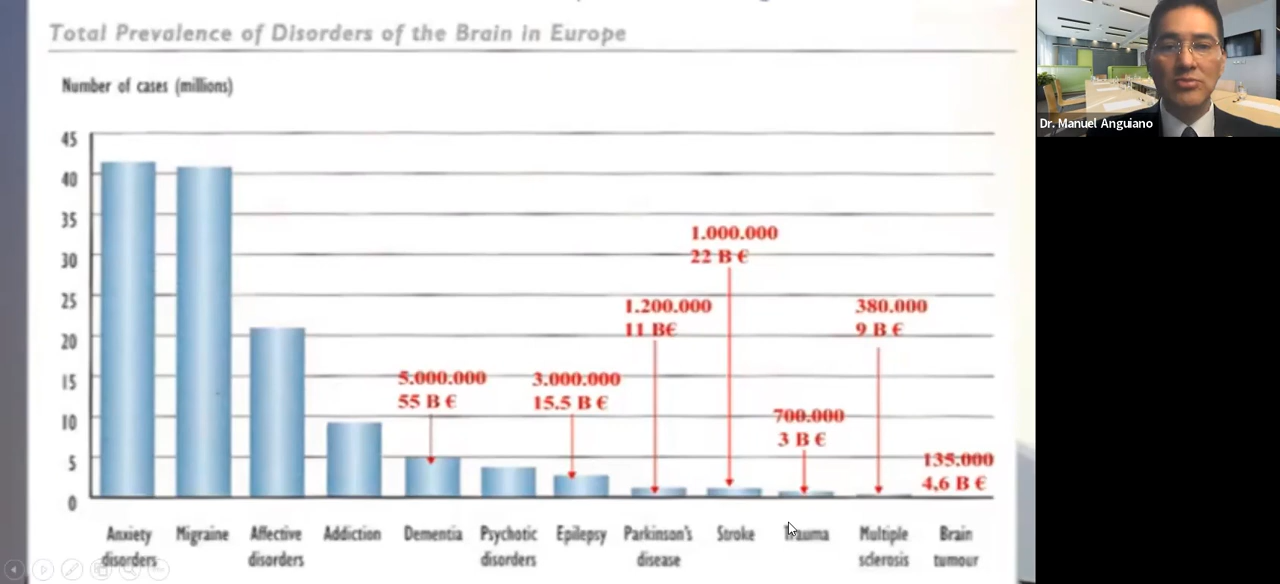 Total Prevalence of Disorders of the Brain in Europe
Number of cases (millions)
45
40
35
30
25
20
15
10
5
0
1.000.000
22 B €
1.200.000
11 B€
380.000
9 B €
5.000.000
55 B €
3.000.000
15.5 B €
700.000
3 B €
135.000
4,6 B €
Anxiety disorders
Migraine
Affective disorders
Addiction
Dementia
Psychotic disorders
Epilepsy
Parkinson's disease
Stroke
Trauma
Multiple sclerosis
Brain tumour
Dr. Manuel Anguiano